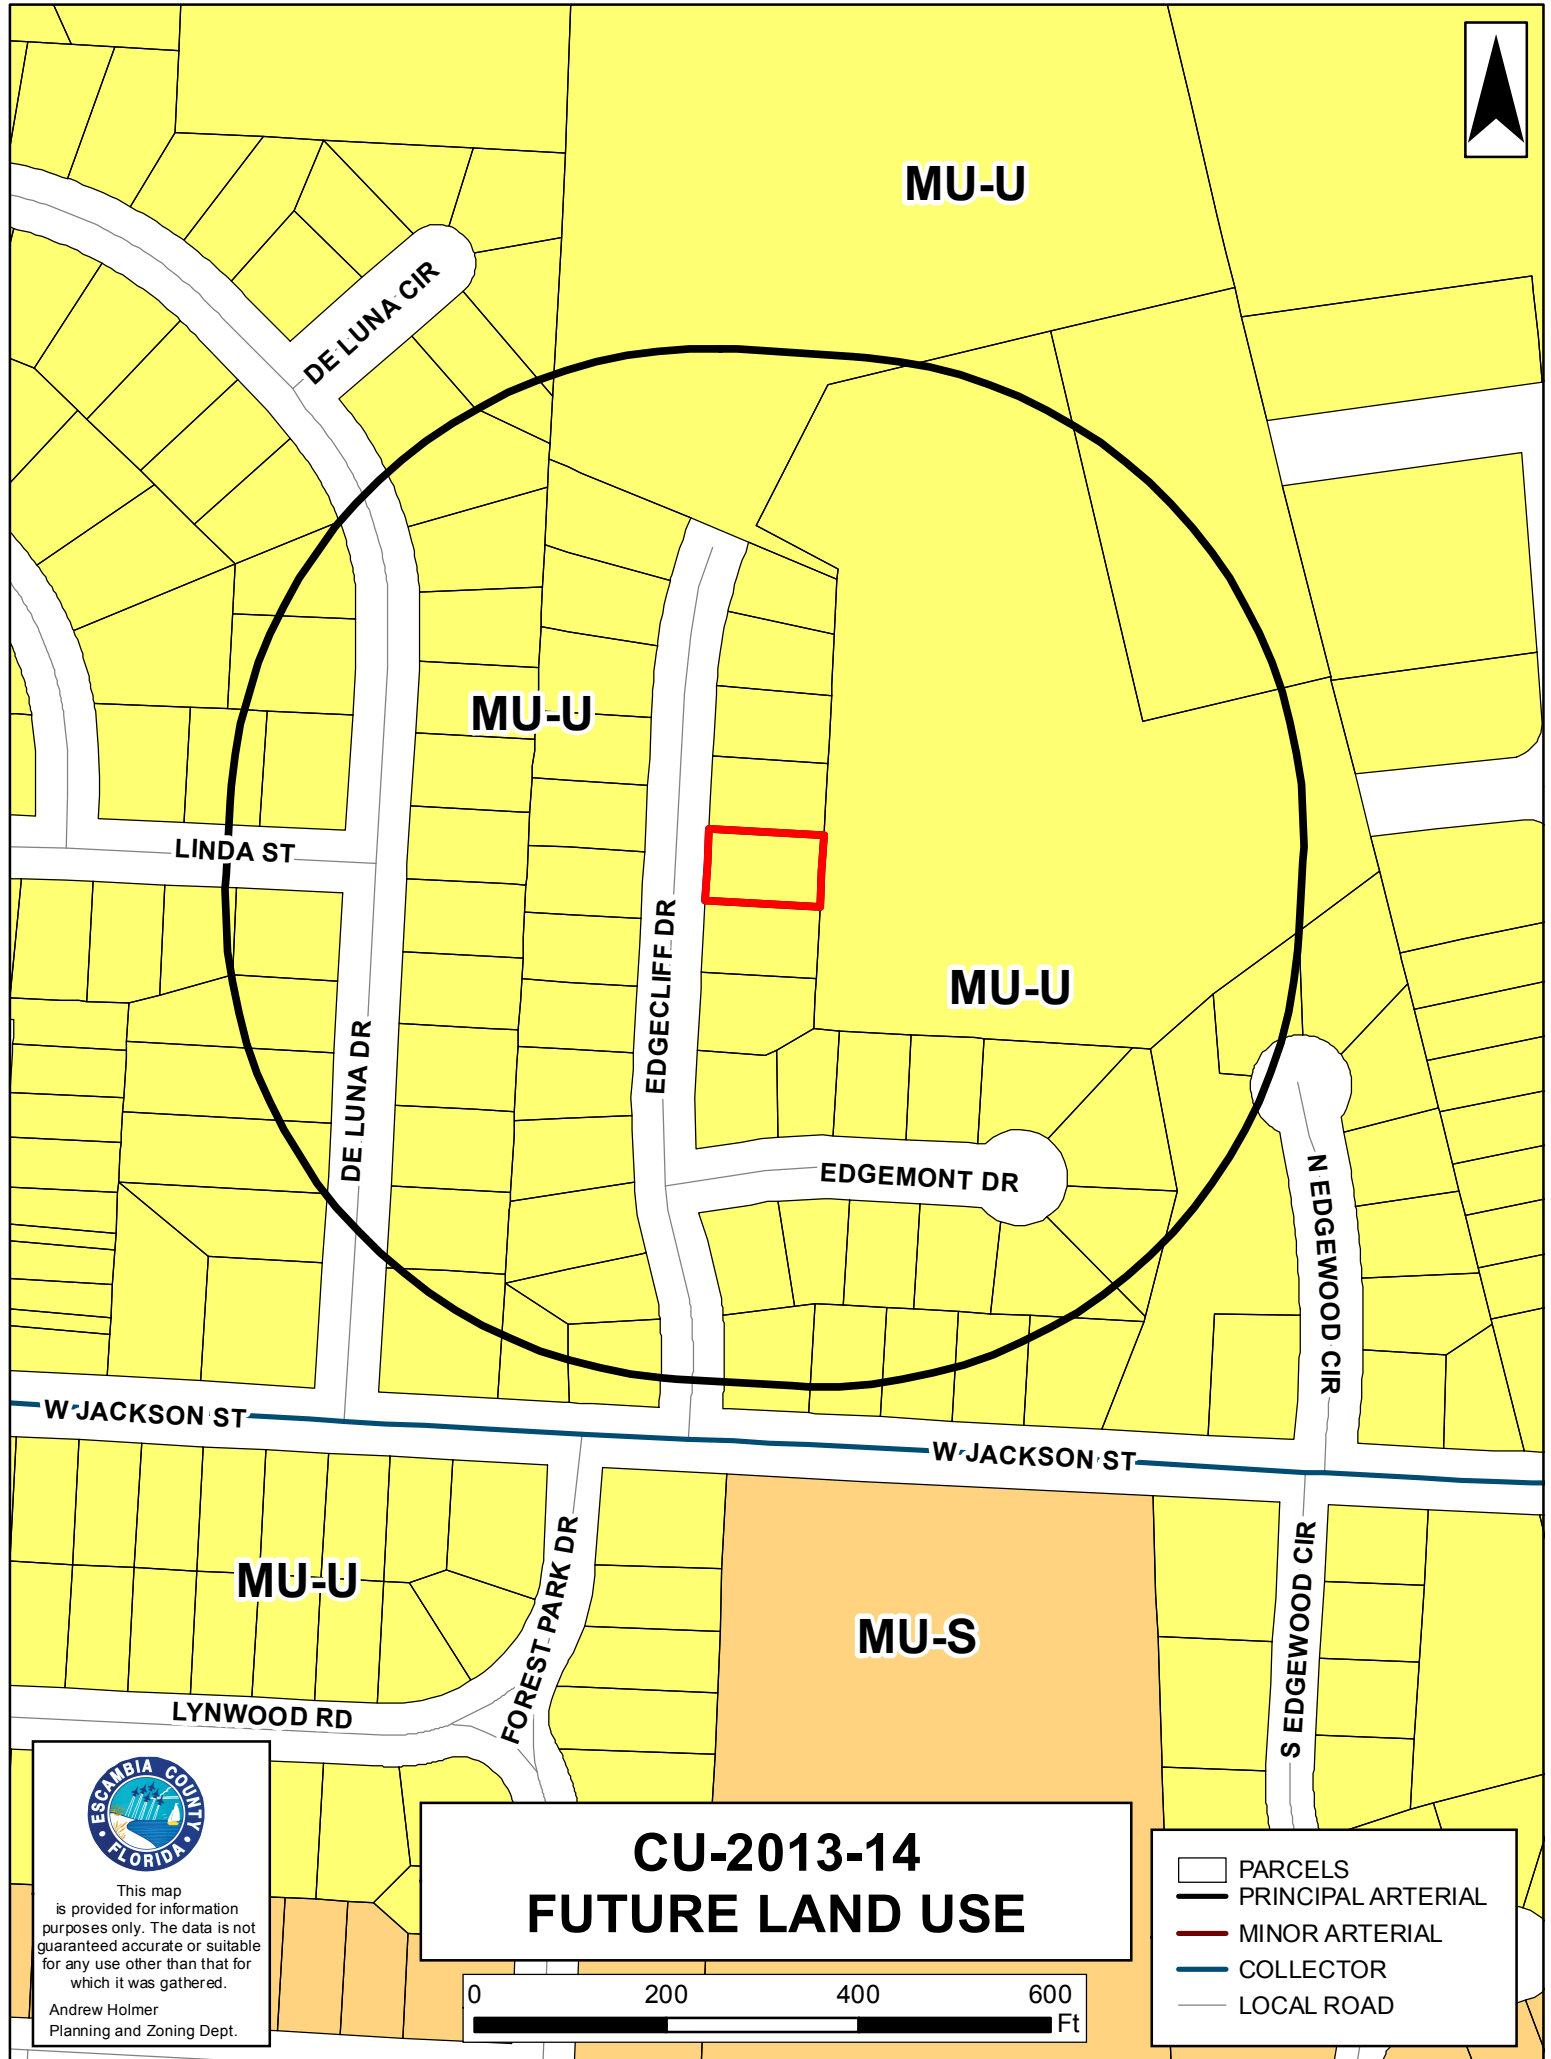 MU-U
DE LUNA CIR
MU-U
LINDA ST
EDGECLIFF DR
MU-U
DE LUNA DR
EDGEMONT DR
N EDGEWOOD CIR
W JACKSON ST
W JACKSON ST
FOREST PARK DR
S EDGEWOOD CIR
MU-U
MU-S
LYNWOOD RD
ESCAMBIA COUNTY
FLORIDA
This map
is provided for information
purposes only. The data is not
guaranteed accurate or suitable
for any use other than that for
which it was gathered.
Andrew Holmer
Planning and Zoning Dept.
CU-2013-14
FUTURE LAND USE
0 200 400 600
Ft
PARCELS
PRINCIPAL ARTERIAL
MINOR ARTERIAL
COLLECTOR
LOCAL ROAD